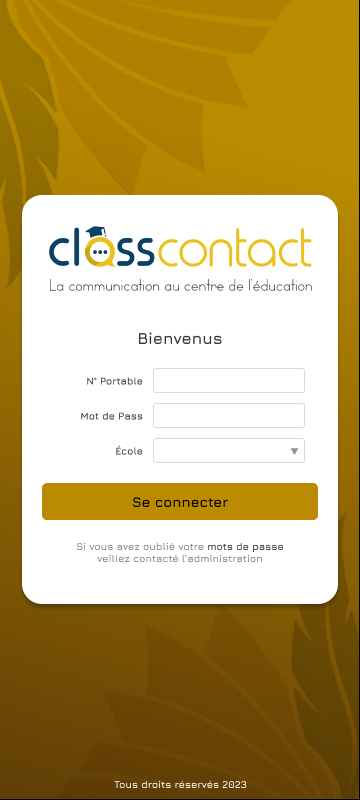 classcontact
La communication au centre de l'éducation
Bienvenus
N° Portable
Mot de Pass
École
Se connecter
Si vous avez oublié votre mots de passe
veillez contacté l'administration
Tous droits réservés 2023